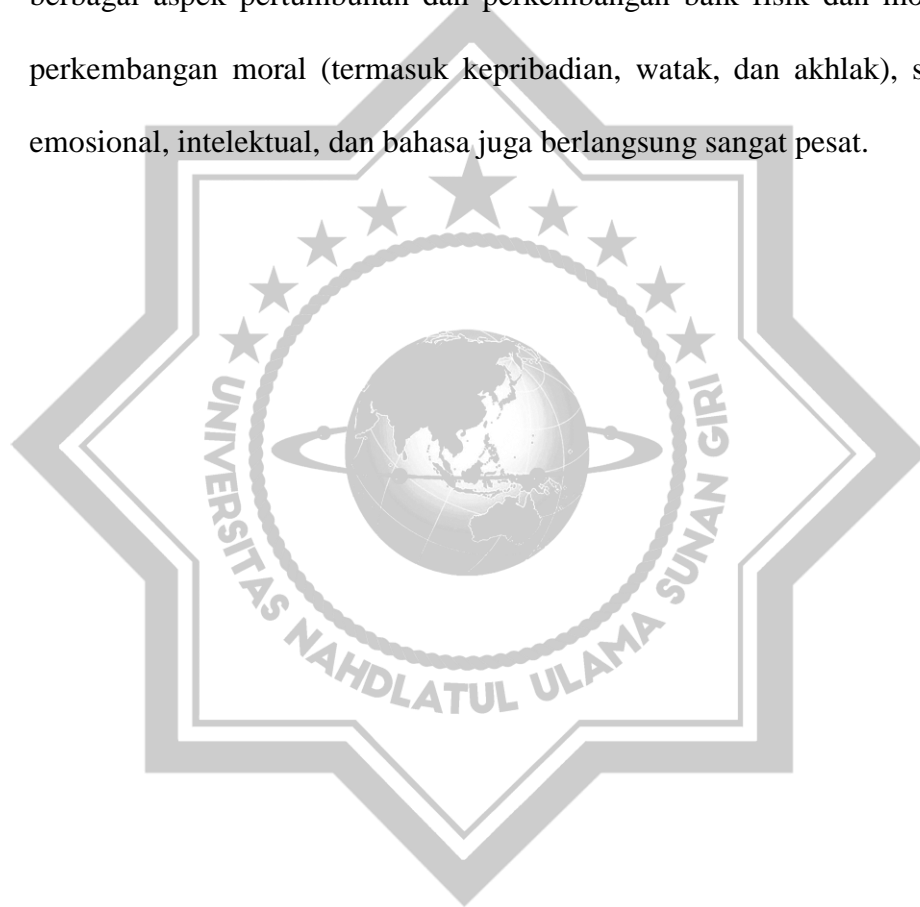 berbagai aspek pertumbuhan dan perkembangan baik fisik dan
perkembangan moral (termasuk kepribadian, watak, dan akhlak),
emosional, intelektual, dan bahasa juga berlangsung sangat pesat.
UNIVERSITAS NAHDLATUL ULAMA SUNAN GIRI